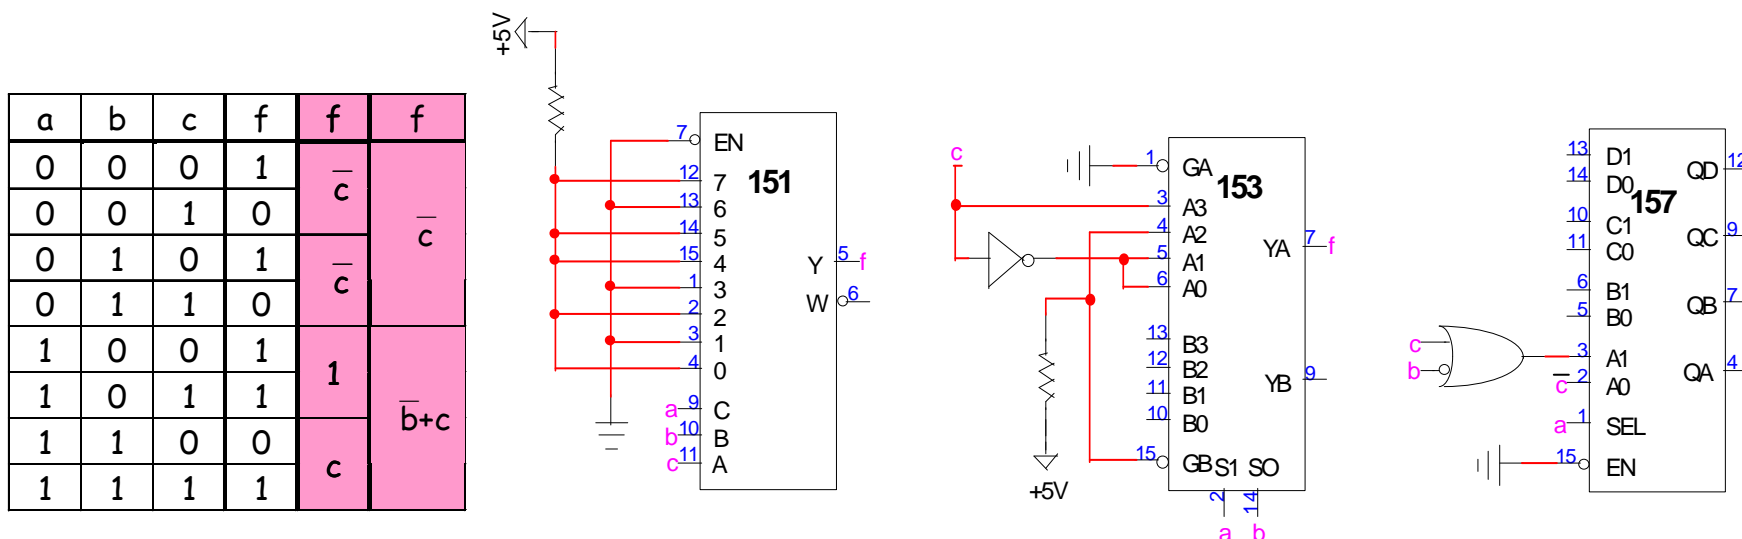 a b c f f f
0 0 0 1 c̅ c̅
0 0 1 0
0 1 0 1 c̅
0 1 1 0
1 0 0 1 1 b̅+c
1 0 1 1
1 1 0 0 c
1 1 1 1
+5V
151
7 EN
12 7
13 6
14 5
15 4
1 3
2 2
3 1
4 0
a 9 C
b 10 B
c 11 A
Y 5 f
W 6
c
153
1 GA
3 A3
4 A2
5 A1
6 A0
13 B3
12 B2
11 B1
10 B0
15 GB
S1 S0
2 14
a b
YA 7 f
YB 9
+5V
157
13 D1
14 D0
10 C1
11 C0
6 B1
5 B0
c
b
3 A1
c̅ 2 A0
a 1 SEL
15 EN
QD 12
QC 9
QB 7
QA 4